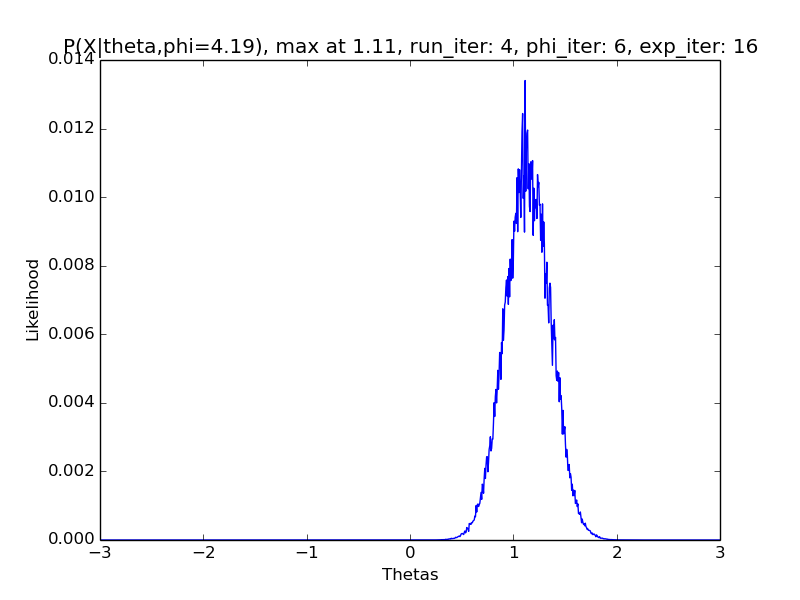 P(X|theta,phi=4.19), max at 1.11, run_iter: 4, phi_iter: 6, exp_iter: 16
0.014
0.012
0.010
0.008
0.006
0.004
0.002
0.000
Likelihood
−3 −2 −1 0 1 2 3
Thetas